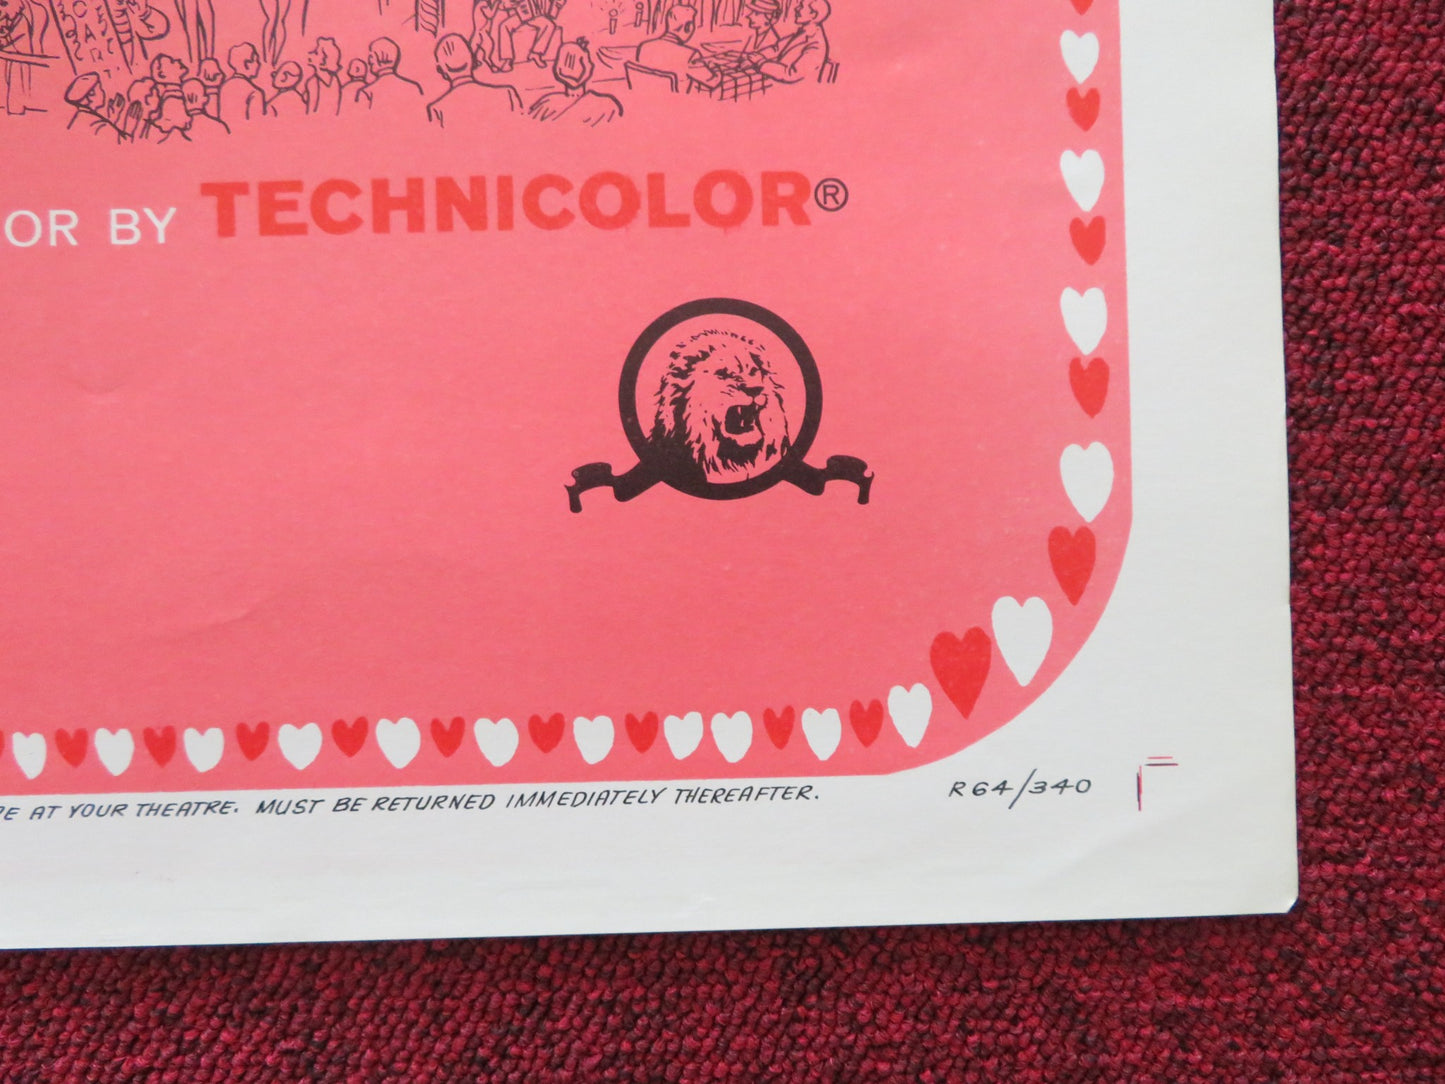 OR BY TECHNICOLOR®
AT YOUR THEATRE. MUST BE RETURNED IMMEDIATELY THEREAFTER.
R64/340